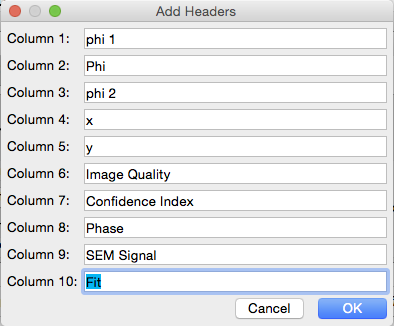 Add Headers
Column 1: phi 1
Column 2: Phi
Column 3: phi 2
Column 4: x
Column 5: y
Column 6: Image Quality
Column 7: Confidence Index
Column 8: Phase
Column 9: SEM Signal
Column 10: Fit
Cancel OK